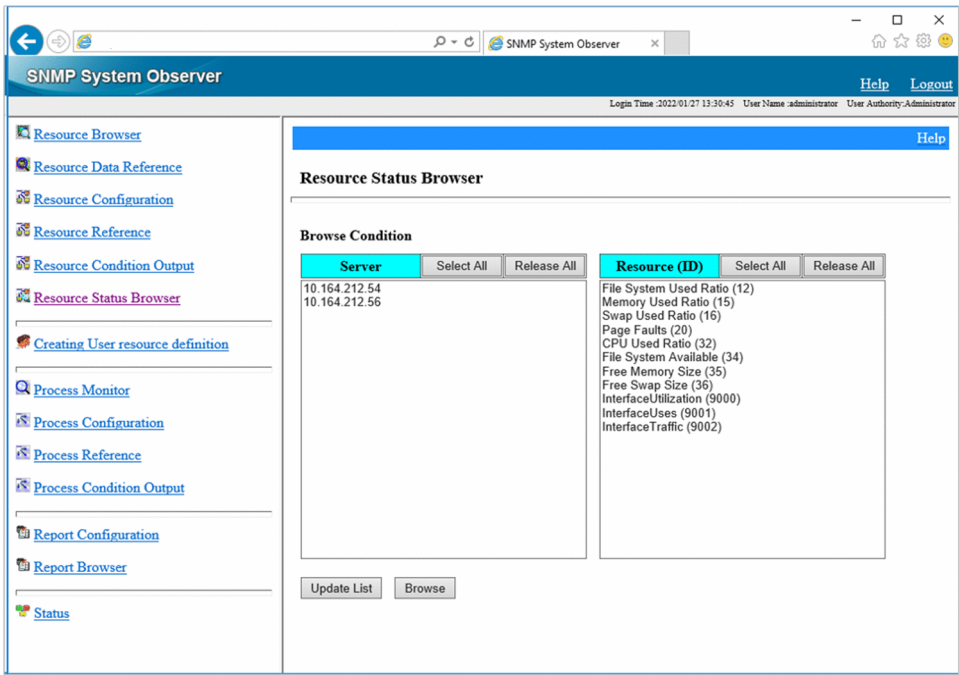 SNMP System Observer
SNMP System Observer
Help Logout
Login Time :2022/01/27 13:30:45 User Name :administrator User Authority:Administrator
Resource Browser
Resource Data Reference
Resource Configuration
Resource Reference
Resource Condition Output
Resource Status Browser
Creating User resource definition
Process Monitor
Process Configuration
Process Reference
Process Condition Output
Report Configuration
Report Browser
Status
Help
Resource Status Browser
Browse Condition
Server Select All Release All
10.164.212.54
10.164.212.56
Resource (ID) Select All Release All
File System Used Ratio (12)
Memory Used Ratio (15)
Swap Used Ratio (16)
Page Faults (20)
CPU Used Ratio (32)
File System Available (34)
Free Memory Size (35)
Free Swap Size (36)
InterfaceUtilization (9000)
InterfaceUses (9001)
InterfaceTraffic (9002)
Update List Browse